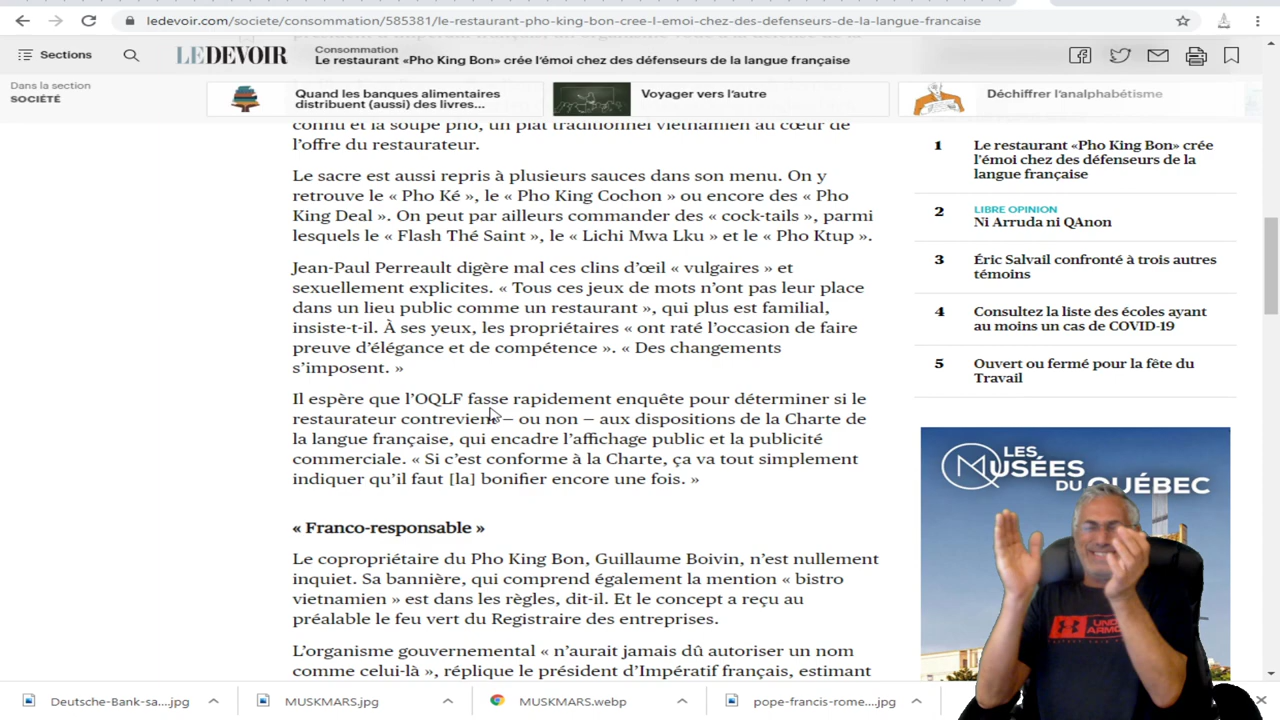 ledevoir.com/societe/consommation/585381/le-restaurant-pho-king-bon-cree-l-emoi-chez-des-defenseurs-de-la-langue-francaise
Sections
LE DEVOIR
Consommation
Le restaurant «Pho King Bon» crée l'émoi chez des défenseurs de la langue française
Dans la section
SOCIÉTÉ
Quand les banques alimentaires
distribuent (aussi) des livres...
Voyager vers l'autre
Déchiffrer l'analphabétisme
connu et la soupe pho, un plat traditionnel vietnamien au cœur de
l'offre du restaurateur.
Le sacre est aussi repris à plusieurs sauces dans son menu. On y
retrouve le « Pho Ké », le « Pho King Cochon » ou encore des « Pho
King Deal ». On peut par ailleurs commander des « cock-tails », parmi
lesquels le « Flash Thé Saint », le « Lichi Mwa Lku » et le « Pho Ktup ».
Jean-Paul Perreault digère mal ces clins d'œil « vulgaires » et
sexuellement explicites. « Tous ces jeux de mots n'ont pas leur place
dans un lieu public comme un restaurant », qui plus est familial,
insiste-t-il. À ses yeux, les propriétaires « ont raté l'occasion de faire
preuve d'élégance et de compétence ». « Des changements
s'imposent. »
Il espère que l'OQLF fasse rapidement enquête pour déterminer si le
restaurateur contrevient – ou non – aux dispositions de la Charte de
la langue française, qui encadre l'affichage public et la publicité
commerciale. « Si c'est conforme à la Charte, ça va tout simplement
indiquer qu'il faut [la] bonifier encore une fois. »
« Franco-responsable »
Le copropriétaire du Pho King Bon, Guillaume Boivin, n'est nullement
inquiet. Sa bannière, qui comprend également la mention « bistro
vietnamien » est dans les règles, dit-il. Et le concept a reçu au
préalable le feu vert du Registraire des entreprises.
L'organisme gouvernemental « n'aurait jamais dû autoriser un nom
comme celui-là », réplique le président d'Impératif français, estimant
1 Le restaurant «Pho King Bon» crée
l'émoi chez des défenseurs de la
langue française
2 LIBRE OPINION
Ni Arruda ni QAnon
3 Éric Salvail confronté à trois autres
témoins
4 Consultez la liste des écoles ayant
au moins un cas de COVID-19
5 Ouvert ou fermé pour la fête du
Travail
LES
MUSÉES
DU QUÉBEC
UNDER ARMOUR
Deutsche-Bank-sa....jpg
MUSKMARS.jpg
MUSKMARS.webp
pope-francis-rome....jpg